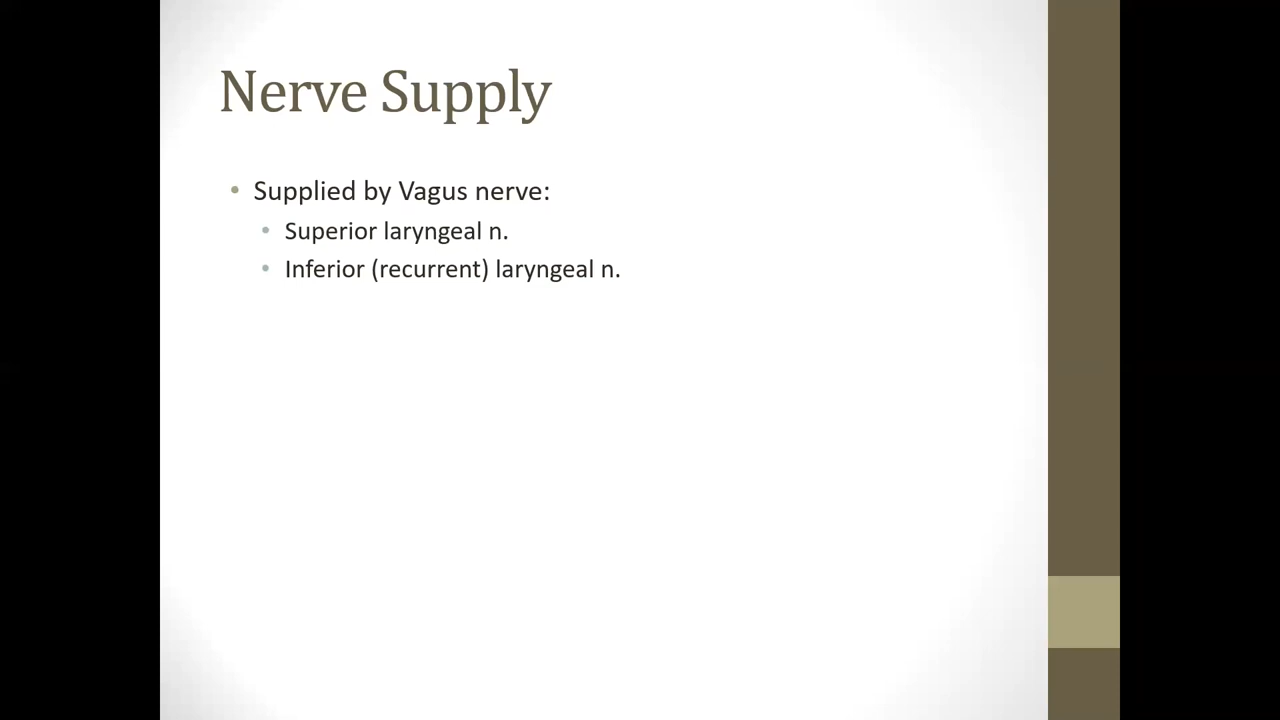 Nerve Supply
• Supplied by Vagus nerve:
• Superior laryngeal n.
• Inferior (recurrent) laryngeal n.